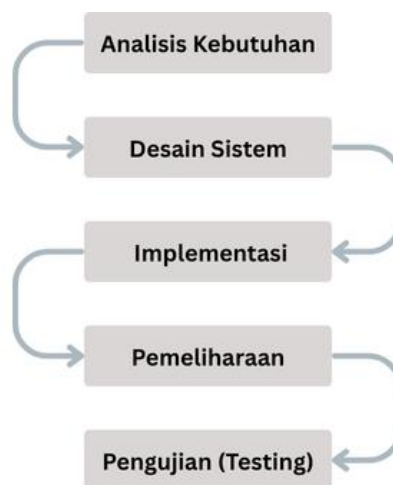 Analisis Kebutuhan
Desain Sistem
Implementasi
Pemeliharaan
Pengujian (Testing)